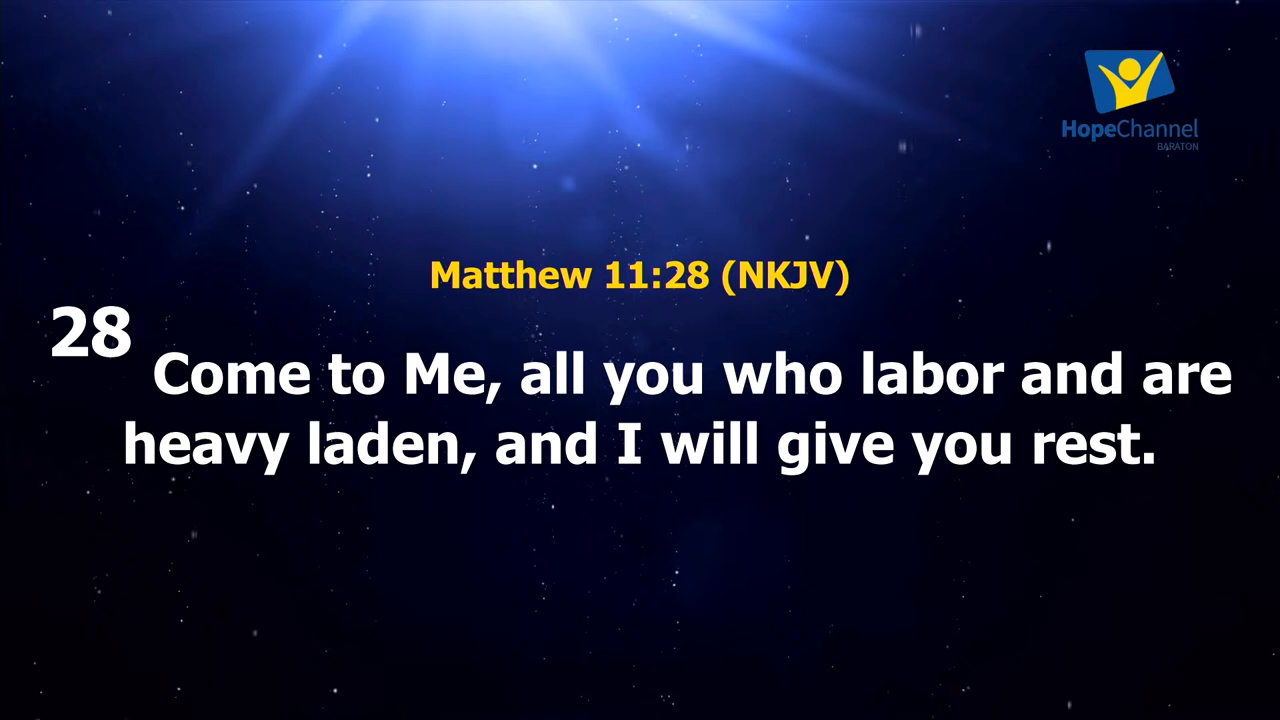 HopeChannel
BARATON
Matthew 11:28 (NKJV)
28 Come to Me, all you who labor and are
heavy laden, and I will give you rest.